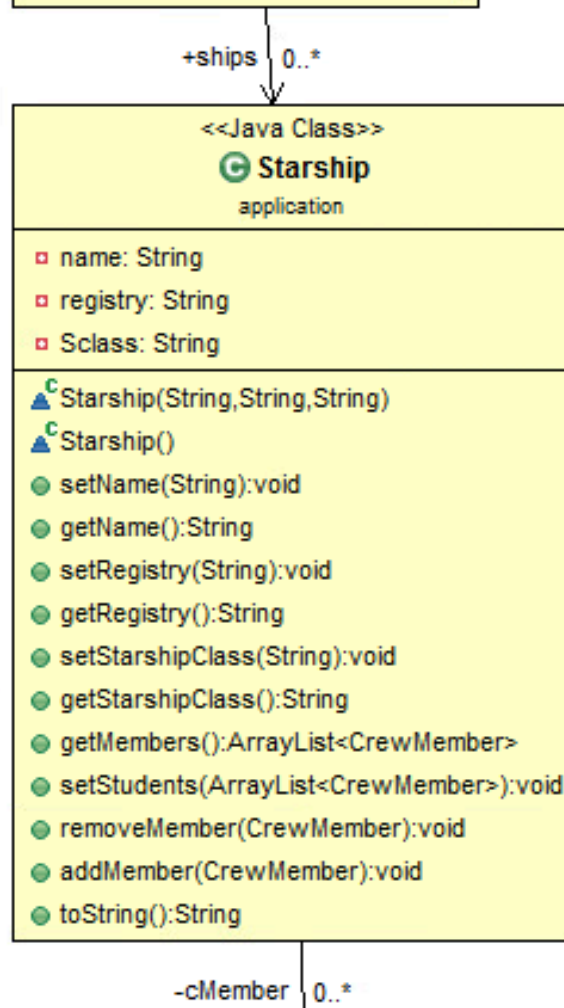 +ships 0..*
<<Java Class>>
C Starship
application
name: String
registry: String
Sclass: String
C Starship(String,String,String)
C Starship()
setName(String):void
getName():String
setRegistry(String):void
getRegistry():String
setStarshipClass(String):void
getStarshipClass():String
getMembers():ArrayList<CrewMember>
setStudents(ArrayList<CrewMember>):void
removeMember(CrewMember):void
addMember(CrewMember):void
toString():String
-cMember 0..*